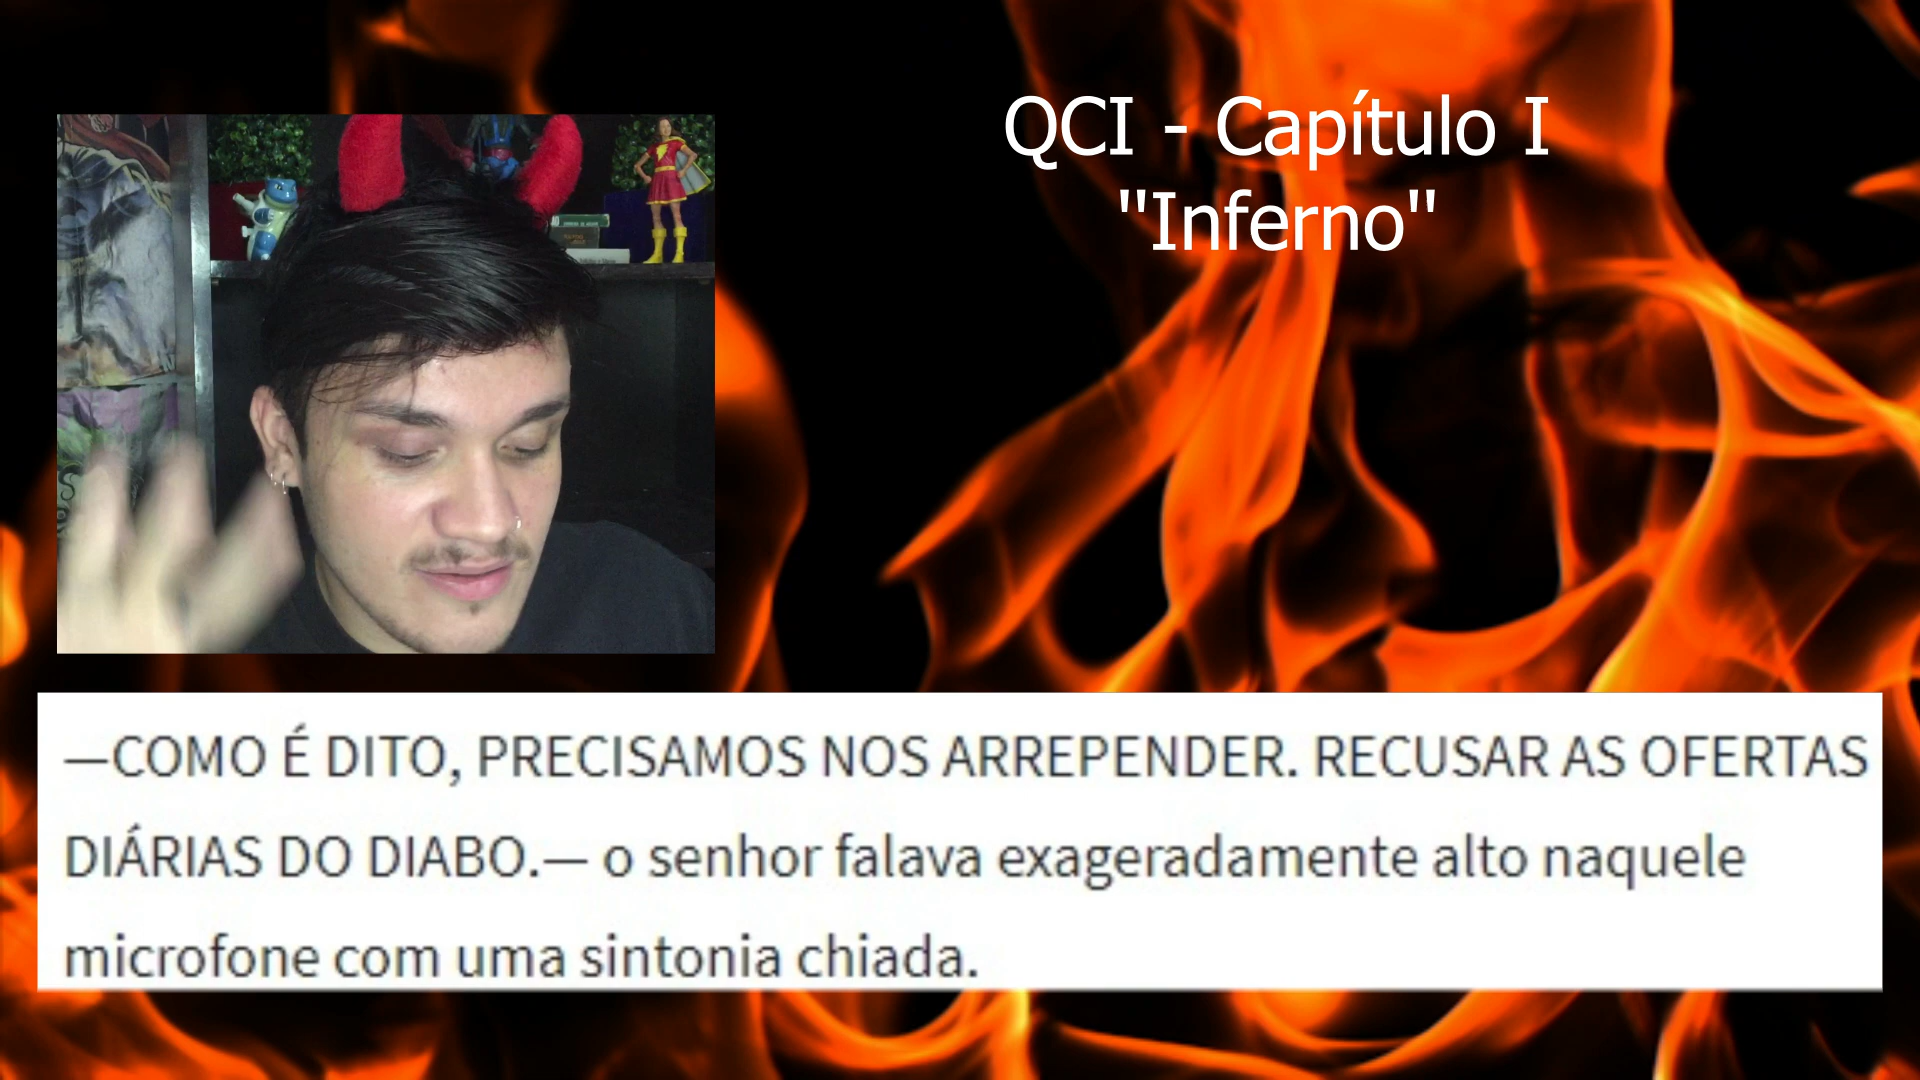 QCI - Capítulo I
"Inferno"
—COMO É DITO, PRECISAMOS NOS ARREPENDER. RECUSAR AS OFERTAS
DIÁRIAS DO DIABO.— o senhor falava exageradamente alto naquele
microfone com uma sintonia chiada.